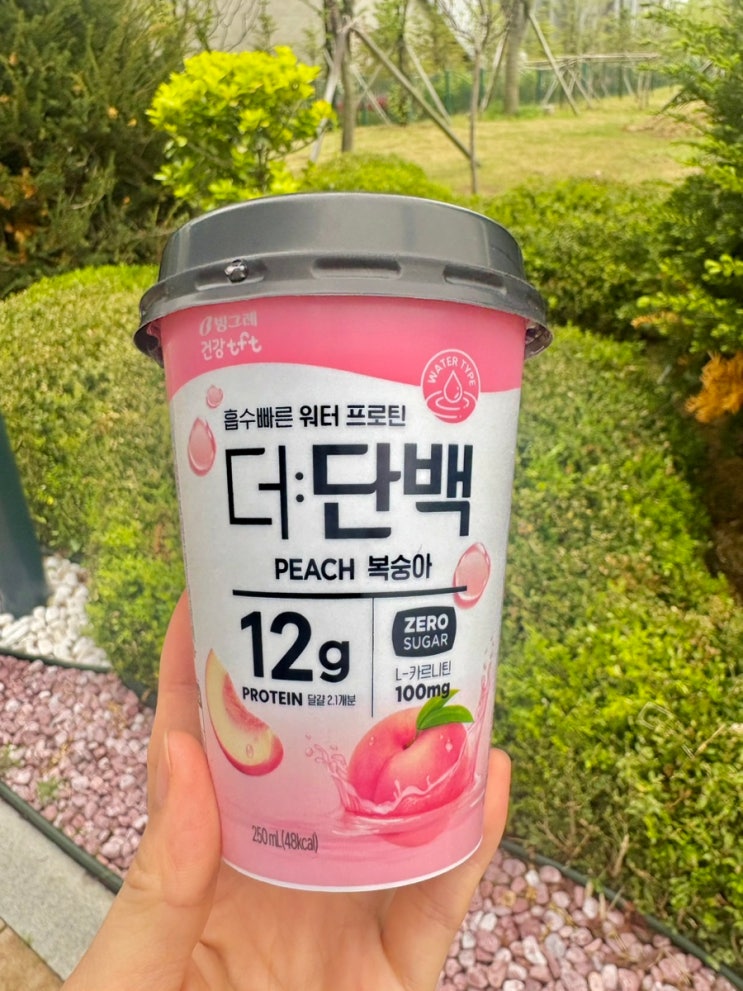 빙그레
건강tft
WATER TYPE
흡수빠른 워터 프로틴
더:단백
PEACH 복숭아
12g
PROTEIN 달걀 2.1개분
ZERO
SUGAR
L-카르니틴
100mg
250mL(48kcal)